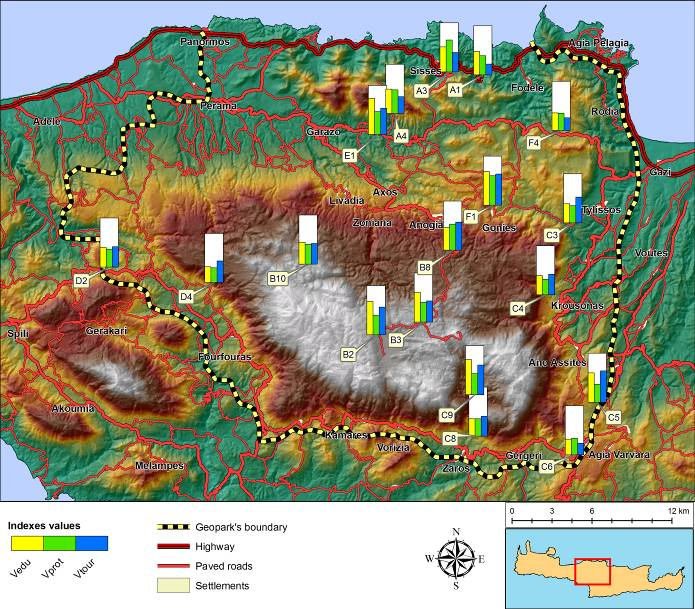 Panormos
Agia Pelagia
Sisses
A3
A1
Fodele
Perama
Rodia
Adele
Garazo
A4
F4
E1
Gazi
Axos
Livadia
F1
Tylissos
Zoniana
Anogia
Gonies
C3
Voutes
B8
D2
B10
D4
C4
Krousonas
Spili
Gerakari
B3
B2
Fourfouras
Ano Assites
Akoumia
C9
C5
Kamares
C8
Vorizia
Gergeri
Agia Varvara
Melampes
Zaros
C6
Indexes values
Vedu
Vprot
Vtour
Geopark's boundary
Highway
Paved roads
Settlements
N
W
E
S
0 3 6 12 km